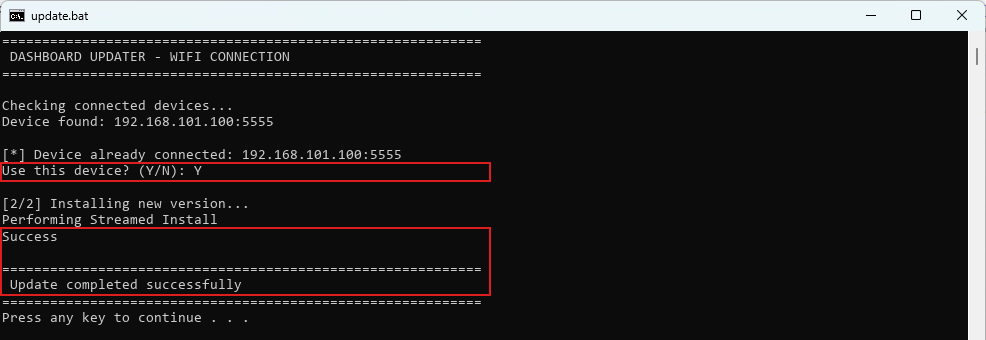 update.bat
============================================================
DASHBOARD UPDATER - WIFI CONNECTION
============================================================
Checking connected devices...
Device found: 192.168.101.100:5555
[*] Device already connected: 192.168.101.100:5555
Use this device? (Y/N): Y
[2/2] Installing new version...
Performing Streamed Install
Success
============================================================
Update completed successfully
============================================================
Press any key to continue . . .